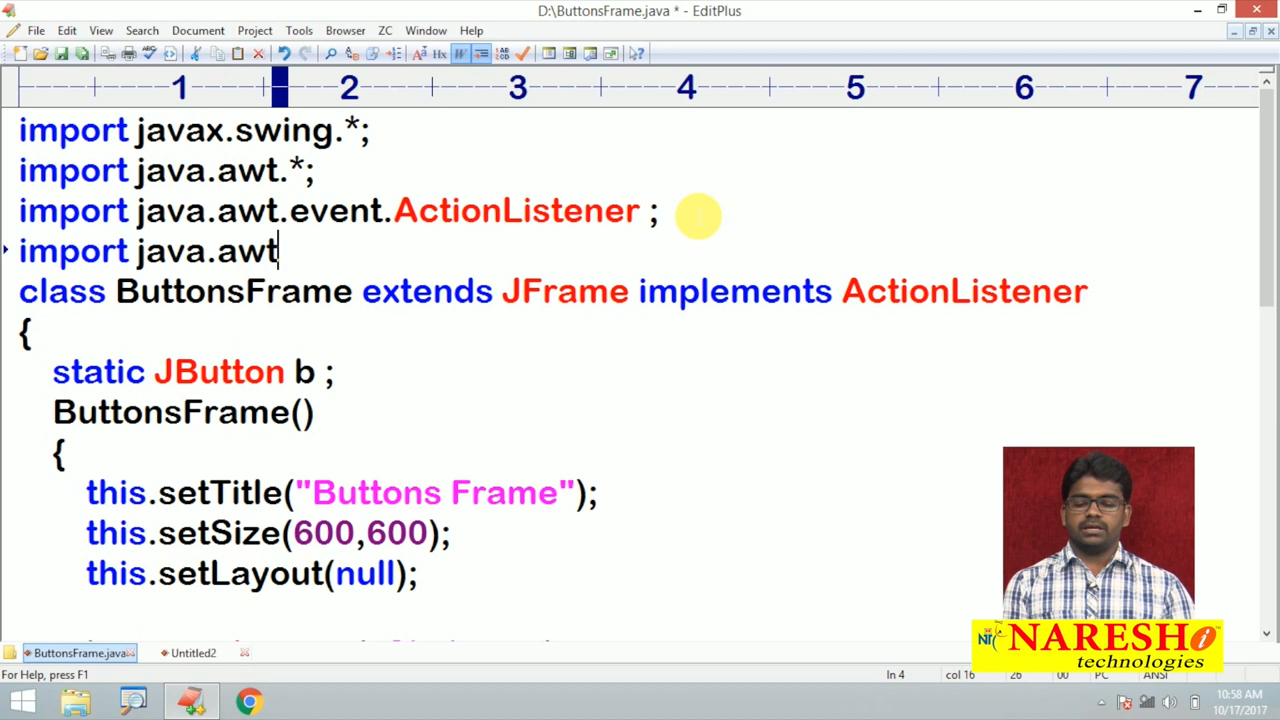 D:\ButtonsFrame.java * - EditPlus
File Edit View Search Document Project Tools Browser ZC Window Help
1 2 3 4 5 6 7
import javax.swing.*;
import java.awt.*;
import java.awt.event.ActionListener ;
import java.awt
class ButtonsFrame extends JFrame implements ActionListener
{
static JButton b ;
ButtonsFrame()
{
this.setTitle("Buttons Frame");
this.setSize(600,600);
this.setLayout(null);
NARESH i
technologies
ButtonsFrame.java Untitled2
For Help, press F1 ln 4 col 16 26 00 PC ANSI
10:58 AM
10/17/2017